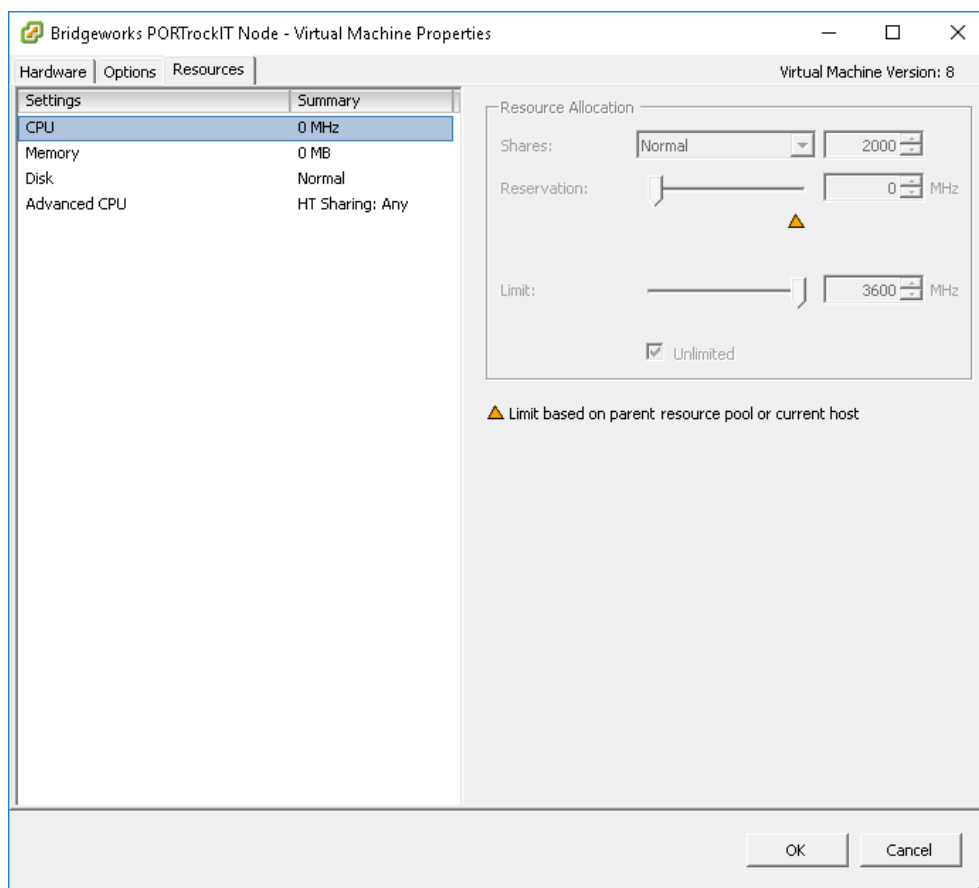 Bridgeworks PORTrockIT Node - Virtual Machine Properties
Hardware Options Resources Virtual Machine Version: 8
Settings Summary
CPU 0 MHz
Memory 0 MB
Disk Normal
Advanced CPU HT Sharing: Any
Resource Allocation
Shares: Normal 2000
Reservation: 0 MHz
Limit: 3600 MHz
Unlimited
Limit based on parent resource pool or current host
OK Cancel